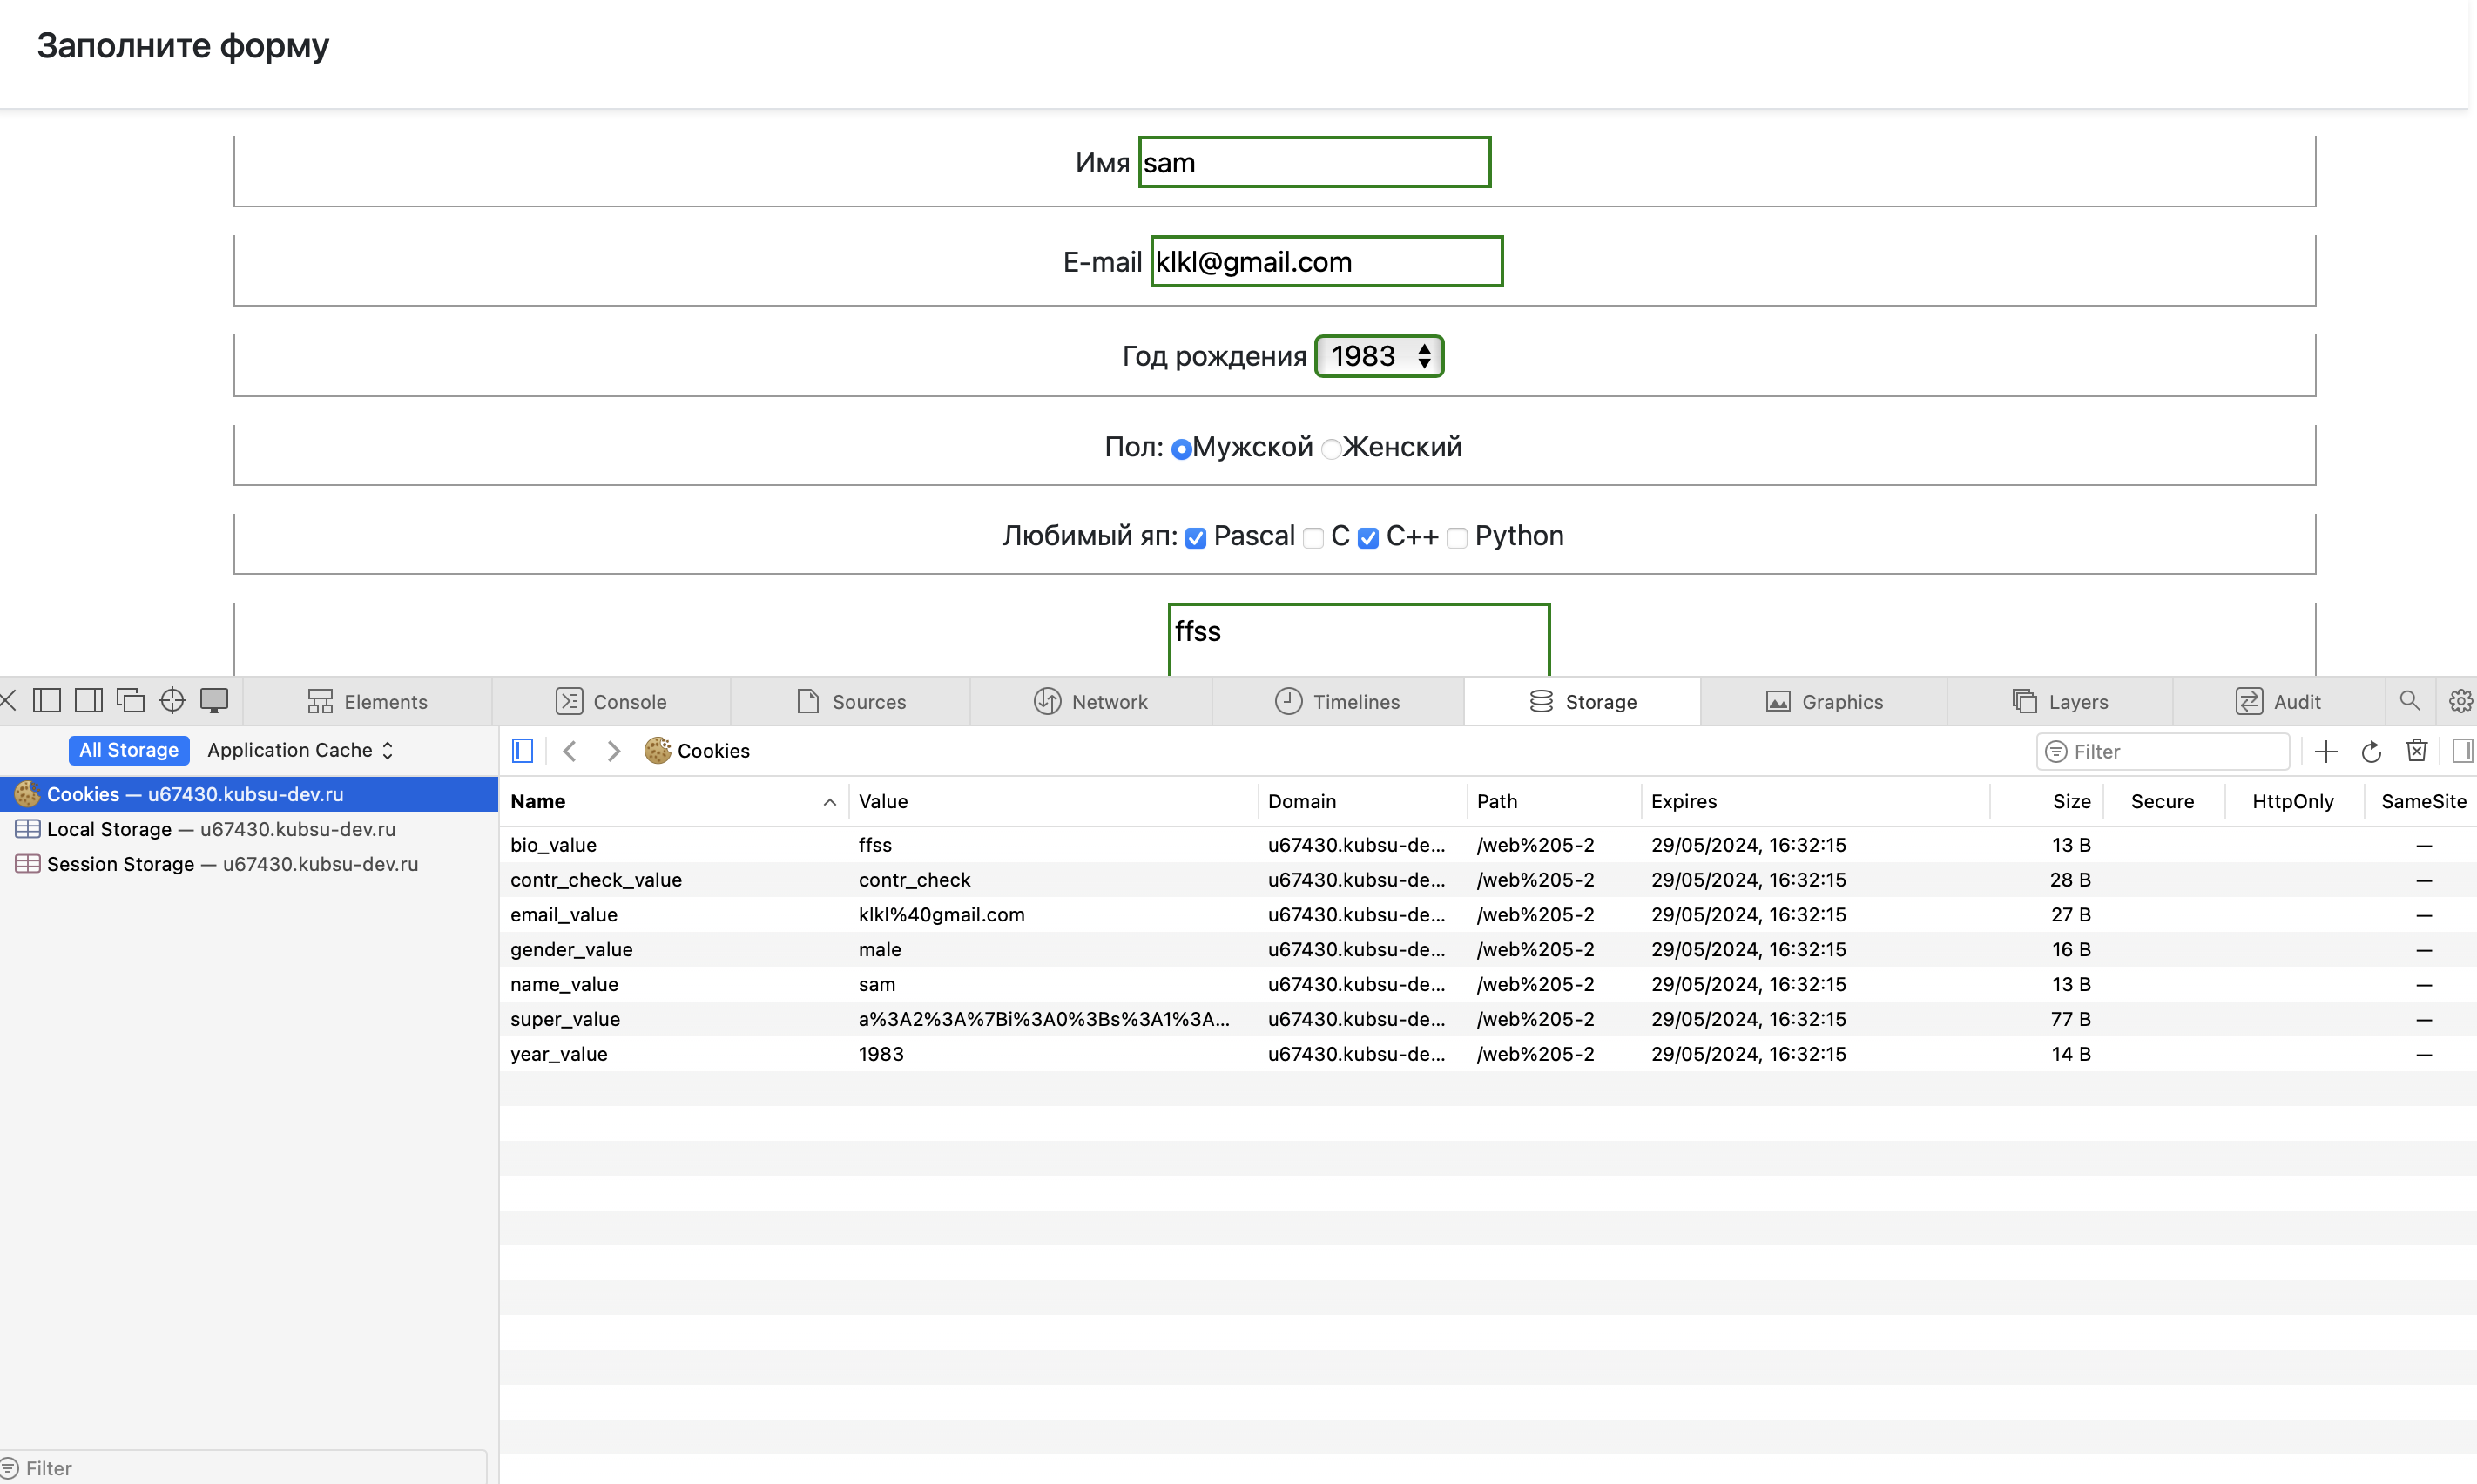 Заполните форму
Имя sam
E-mail klkl@gmail.com
Год рождения 1983
Пол: Мужской Женский
Любимый яп: Pascal C C++ Python
ffss
Elements Console Sources Network Timelines Storage Graphics Layers Audit
All Storage Application Cache Cookies Filter
Cookies — u67430.kubsu-dev.ru
Local Storage — u67430.kubsu-dev.ru
Session Storage — u67430.kubsu-dev.ru
Name Value Domain Path Expires Size Secure HttpOnly SameSite
bio_value ffss u67430.kubsu-de... /web%205-2 29/05/2024, 16:32:15 13 B —
contr_check_value contr_check u67430.kubsu-de... /web%205-2 29/05/2024, 16:32:15 28 B —
email_value klkl%40gmail.com u67430.kubsu-de... /web%205-2 29/05/2024, 16:32:15 27 B —
gender_value male u67430.kubsu-de... /web%205-2 29/05/2024, 16:32:15 16 B —
name_value sam u67430.kubsu-de... /web%205-2 29/05/2024, 16:32:15 13 B —
super_value a%3A2%3A%7Bi%3A0%3Bs%3A1%3A... u67430.kubsu-de... /web%205-2 29/05/2024, 16:32:15 77 B —
year_value 1983 u67430.kubsu-de... /web%205-2 29/05/2024, 16:32:15 14 B —
Filter